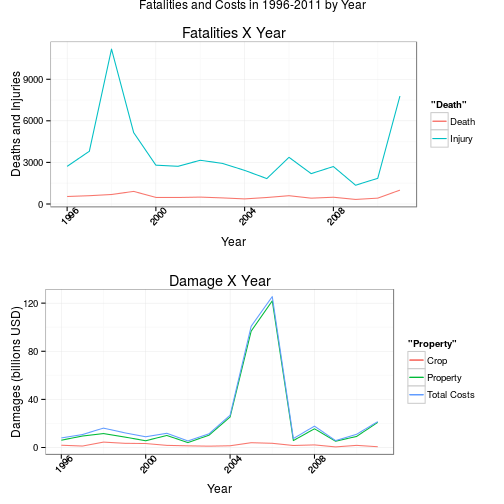 Fatalities and Costs in 1996-2011 by Year
Fatalities X Year
Deaths and Injuries
9000
6000
3000
0
1996
2000
2004
2008
Year
"Death"
Death
Injury
Damage X Year
Damages (billions USD)
120
80
40
0
1996
2000
2004
2008
Year
"Property"
Crop
Property
Total Costs